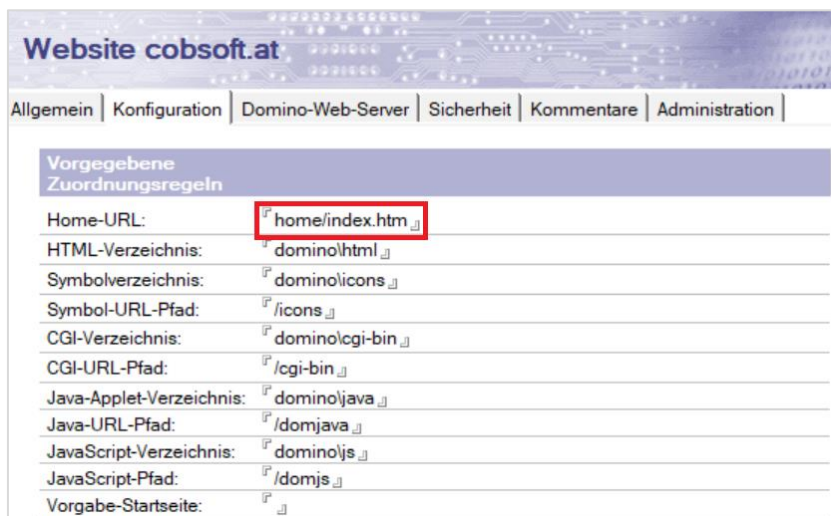 Website cobsoft.at
Allgemein | Konfiguration | Domino-Web-Server | Sicherheit | Kommentare | Administration |
Vorgegebene
Zuordnungsregeln
Home-URL: home/index.htm
HTML-Verzeichnis: domino\html
Symbolverzeichnis: domino\icons
Symbol-URL-Pfad: /icons
CGI-Verzeichnis: domino\cgi-bin
CGI-URL-Pfad: /cgi-bin
Java-Applet-Verzeichnis: domino\java
Java-URL-Pfad: /domjava
JavaScript-Verzeichnis: domino\js
JavaScript-Pfad: /domjs
Vorgabe-Startseite: